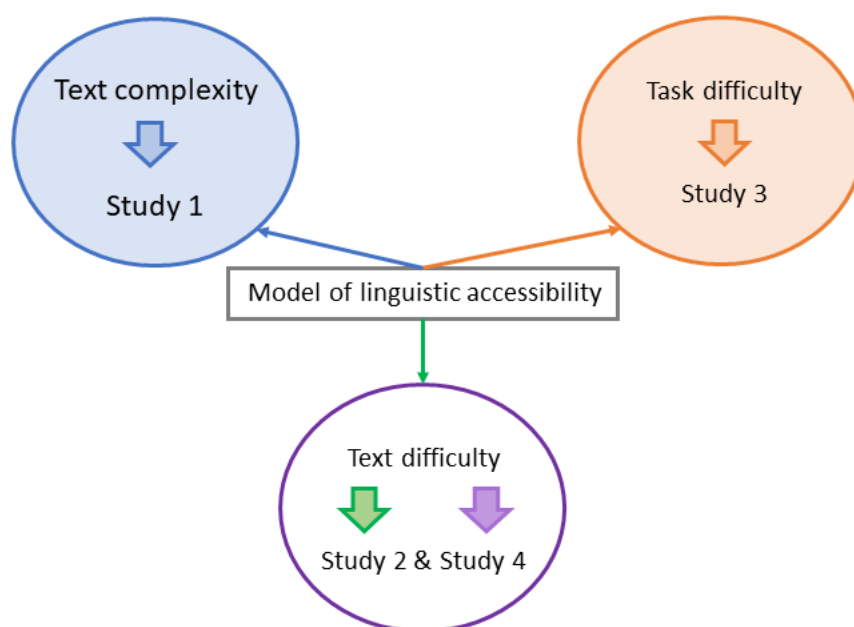 Text complexity
Study 1
Task difficulty
Study 3
Model of linguistic accessibility
Text difficulty
Study 2 & Study 4